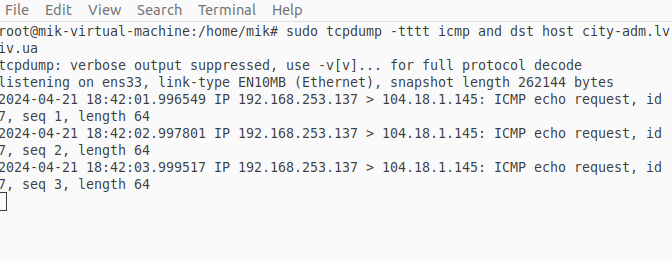 File Edit View Search Terminal Help
root@mik-virtual-machine:/home/mik# sudo tcpdump -tttt icmp and dst host city-adm.lv
iv.ua
tcpdump: verbose output suppressed, use -v[v]... for full protocol decode
listening on ens33, link-type EN10MB (Ethernet), snapshot length 262144 bytes
2024-04-21 18:42:01.996549 IP 192.168.253.137 > 104.18.1.145: ICMP echo request, id
7, seq 1, length 64
2024-04-21 18:42:02.997801 IP 192.168.253.137 > 104.18.1.145: ICMP echo request, id
7, seq 2, length 64
2024-04-21 18:42:03.999517 IP 192.168.253.137 > 104.18.1.145: ICMP echo request, id
7, seq 3, length 64